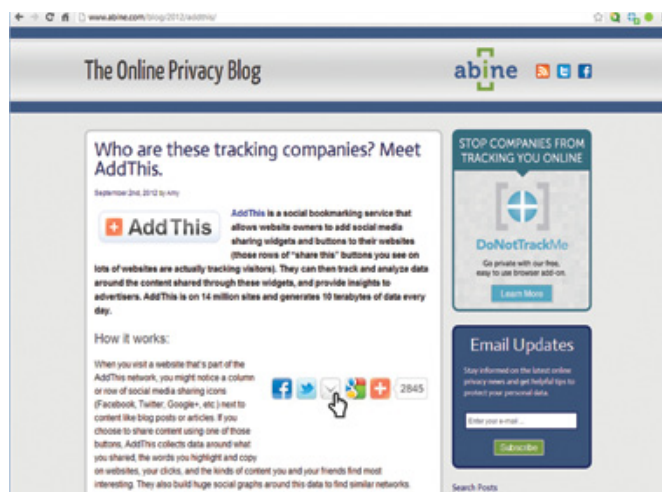 www.abine.com/blog/2012/addthis/
The Online Privacy Blog
abine
Who are these tracking companies? Meet
AddThis.
September 2nd, 2012 by Amy
AddThis
AddThis is a social bookmarking service that
allows website owners to add social media
sharing widgets and buttons to their websites
(those rows of "share this" buttons you see on
lots of websites are actually tracking visitors). They can then track and analyze data
around the content shared through these widgets, and provide insights to
advertisers. AddThis is on 14 million sites and generates 10 terabytes of data every
day.
How it works:
When you visit a website that's part of the
AddThis network, you might notice a column
or row of social media sharing icons
(Facebook, Twitter, Google+, etc.) next to
content like blog posts or articles. If you
choose to share content using one of those
buttons, AddThis collects data around what
you shared, the words you highlight and copy
on websites, your clicks, and the kinds of content you and your friends find most
interesting. They also build huge social graphs around this data to find similar networks.
2845
STOP COMPANIES FROM
TRACKING YOU ONLINE
DoNotTrackMe
Go private with our free,
easy to use browser add-on.
Learn More
Email Updates
Stay informed on the latest online
privacy news and get helpful tips to
protect your personal data.
Enter your e-mail ...
Subscribe
Search Posts